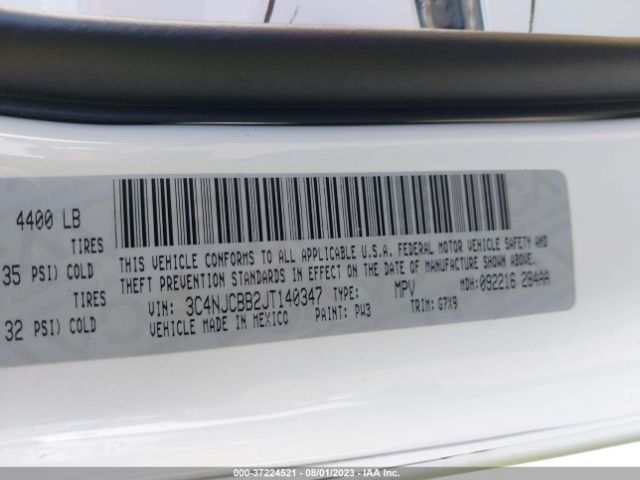 4400 LB
TIRES
35 PSI) COLD
TIRES
32 PSI) COLD
THIS VEHICLE CONFORMS TO ALL APPLICABLE U.S.A. FEDERAL MOTOR VEHICLE SAFETY AND
THEFT PREVENTION STANDARDS IN EFFECT ON THE DATE OF MANUFACTURE SHOWN ABOVE.
VIN: 3C4NJCBB2JT140347 TYPE: MPV MDH:092216 284AA
VEHICLE MADE IN MEXICO PAINT: PW3 TRIM: G7X9
000-37224521 - 08/01/2023 - IAA Inc.